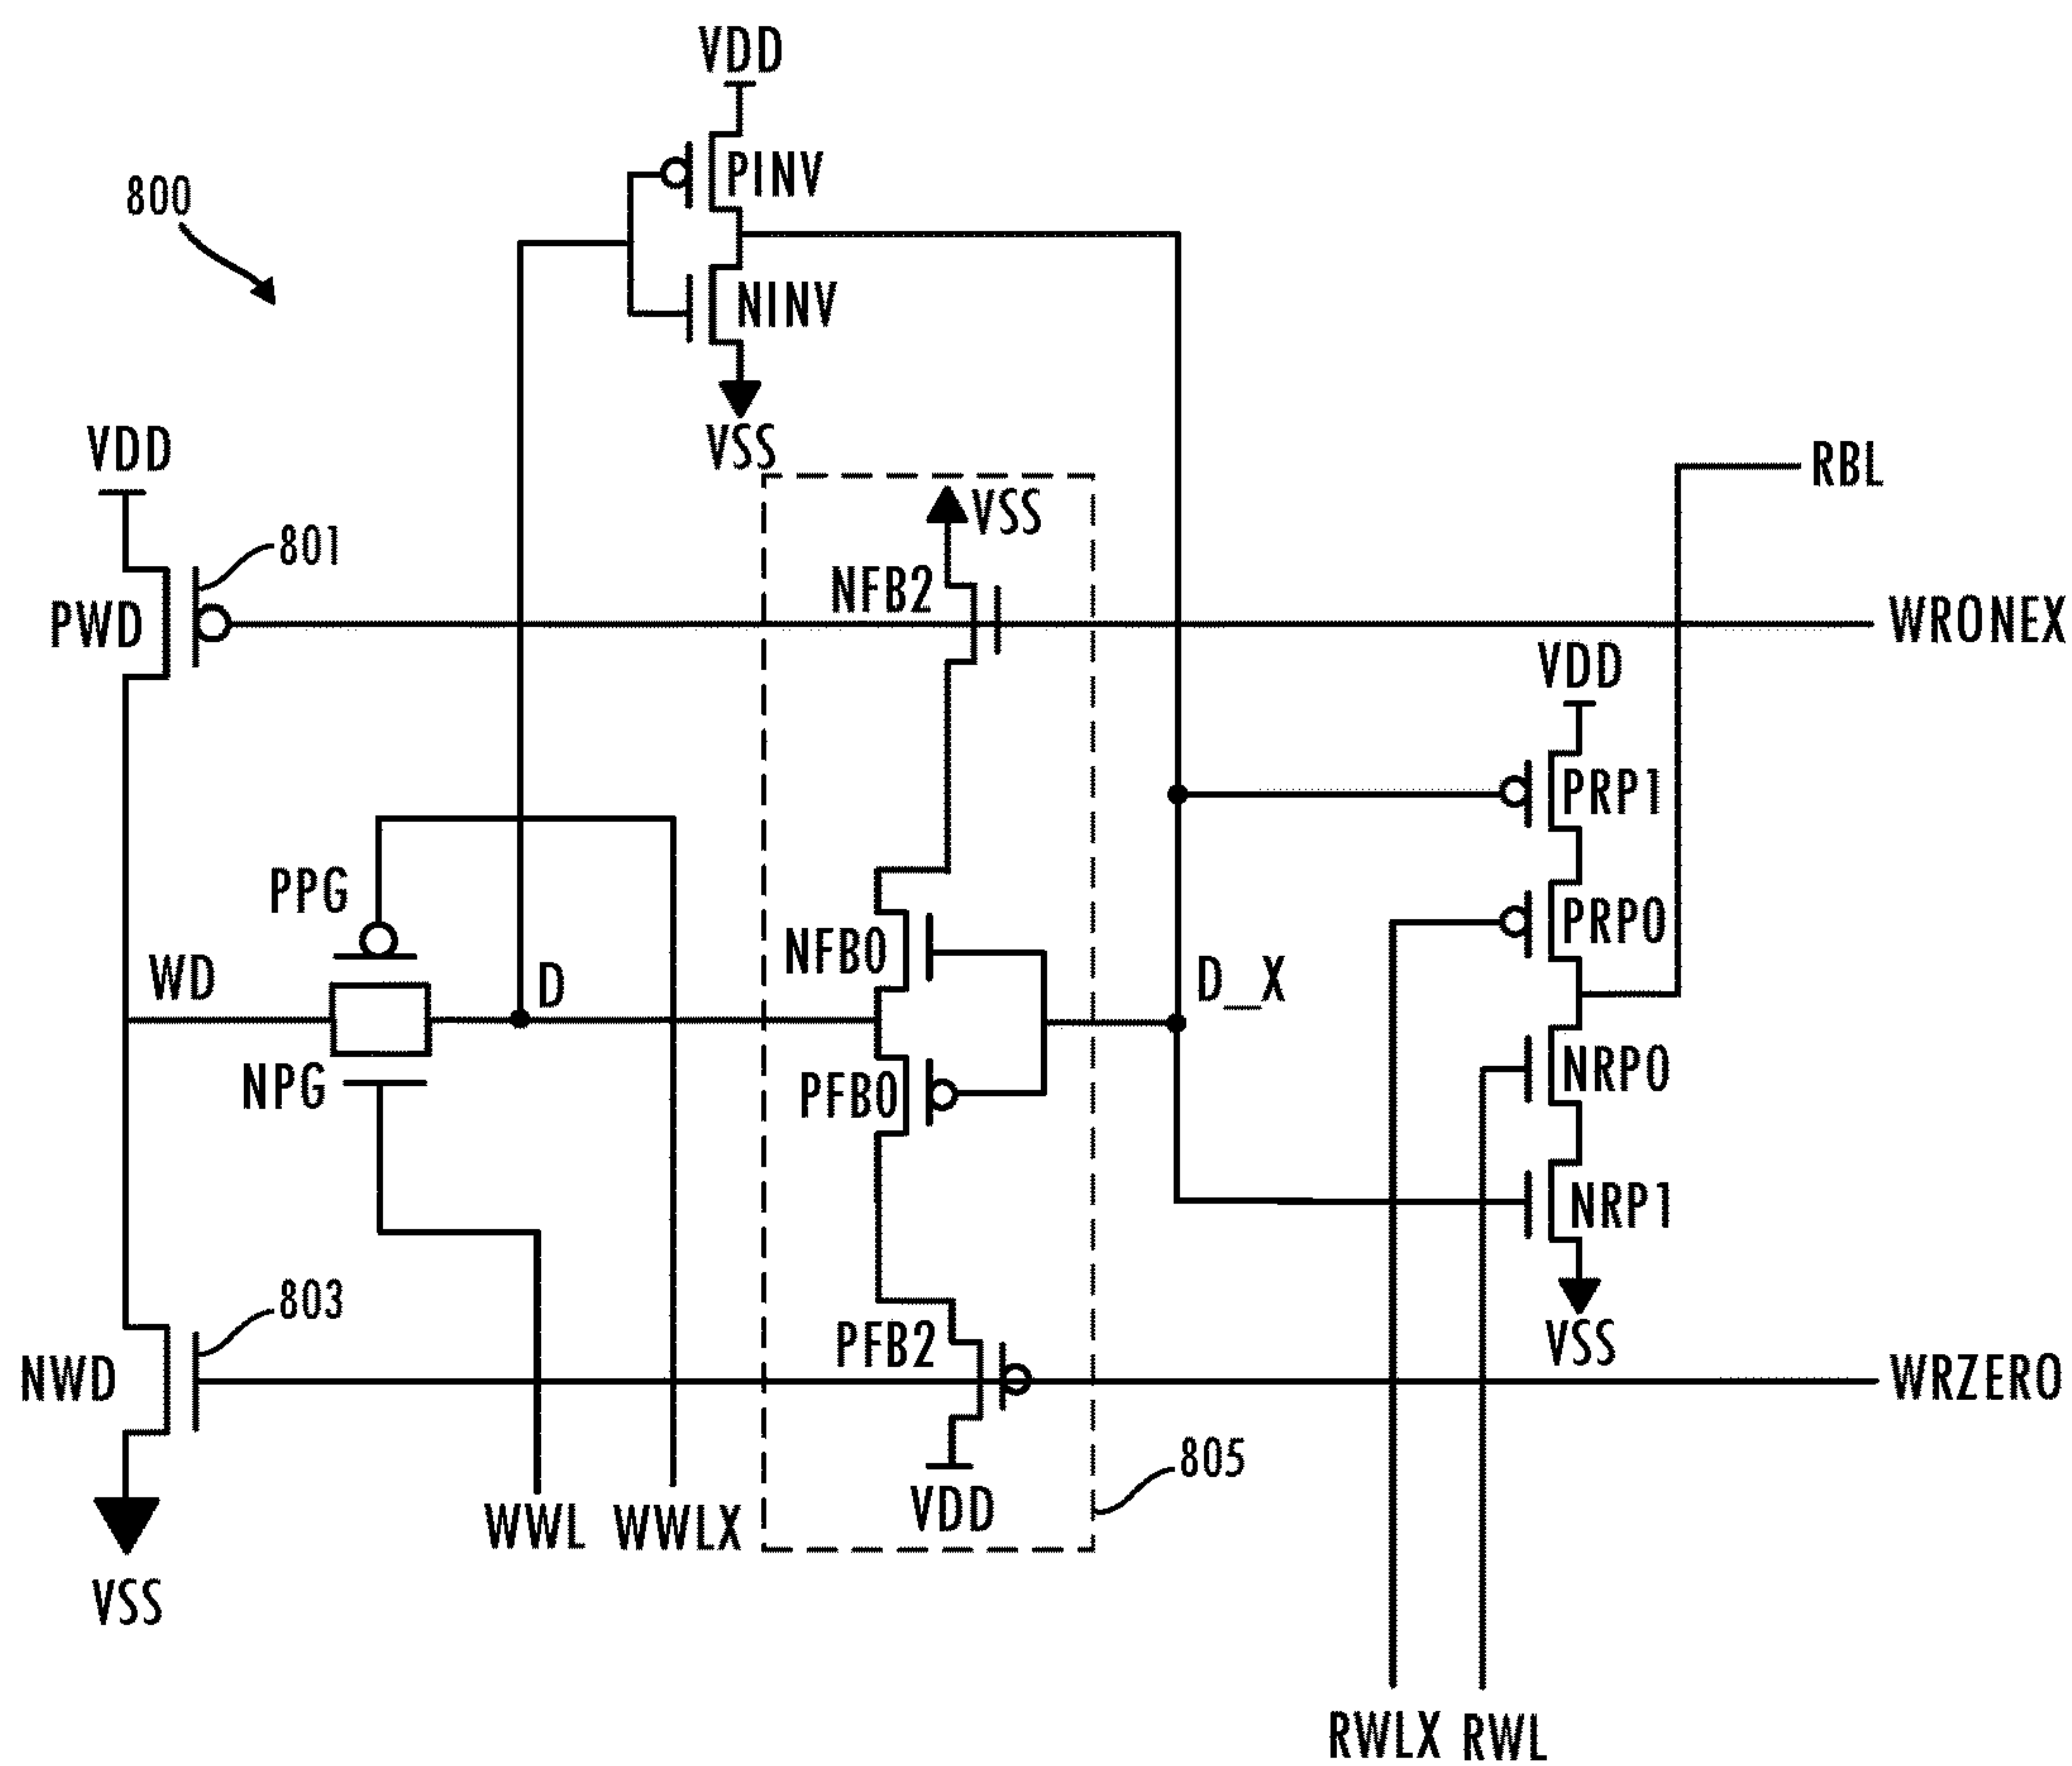 VDD
PINV
800
NINV
VSS
VDD
RBL
VSS
801
NFB2
PWD
WRONEX
VDD
PRP1
PPG
PRP0
NFB0
WD
D
D_X
NPG
PFB0
NRP0
NRP1
803
PFB2
VSS
NWD
WRZERO
805
VDD
WWL
WWLX
VSS
RWLX
RWL